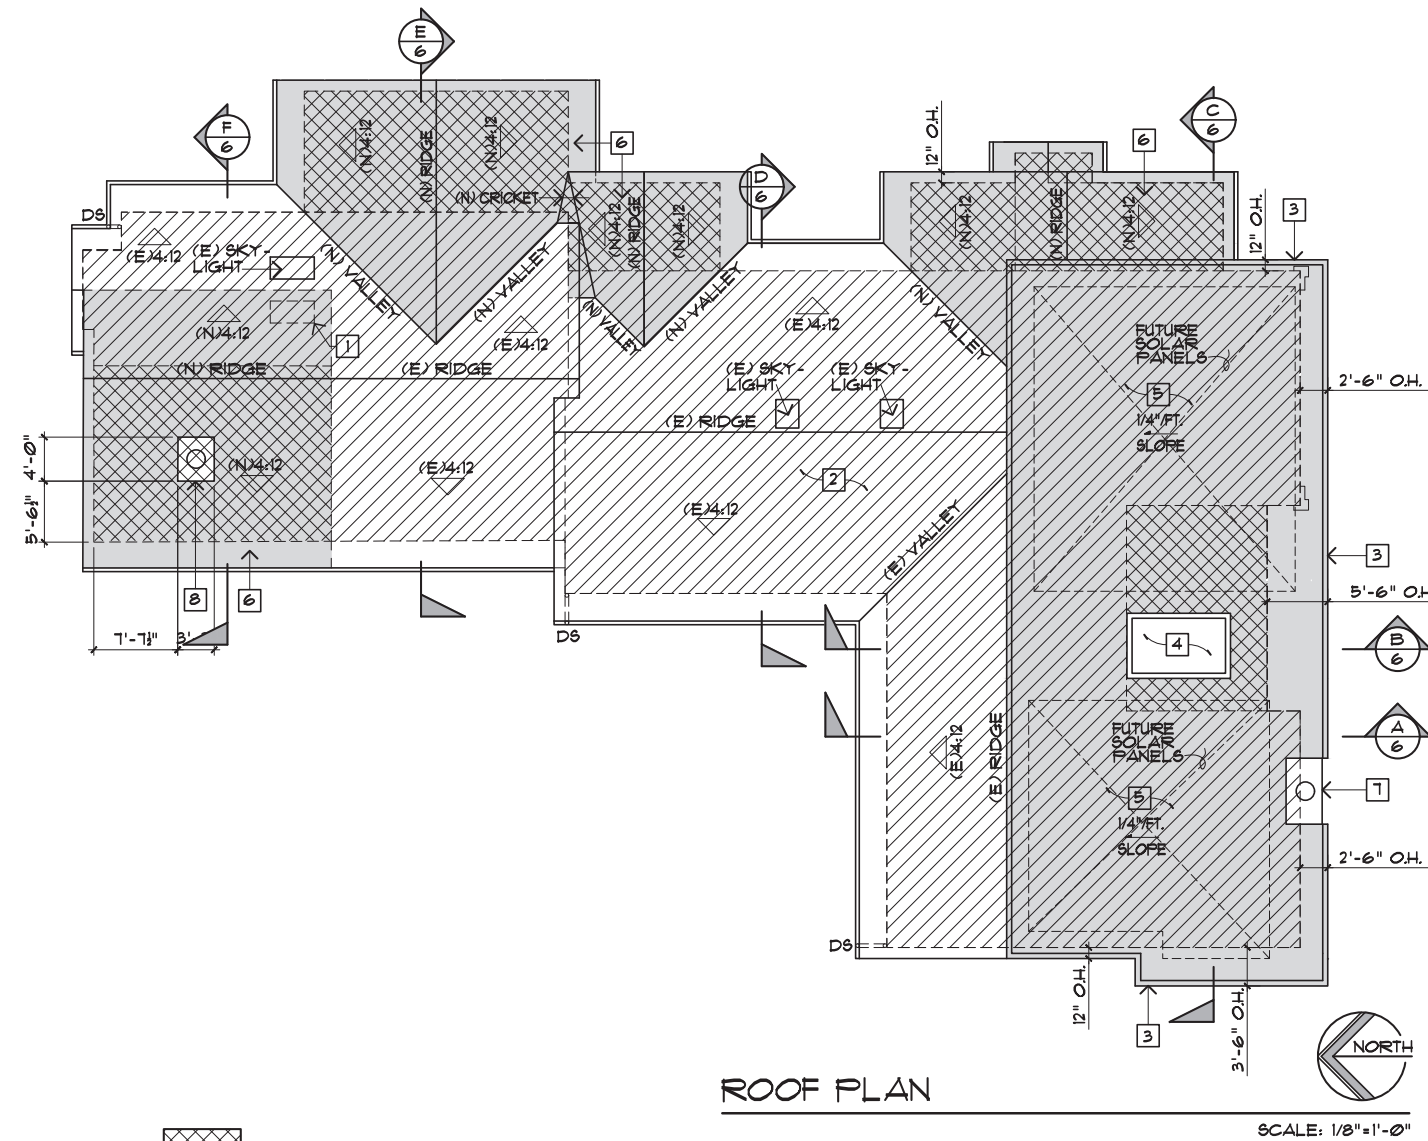 E
6
F
6
D
6
C
6
(N)4:12
(N) RIDGE
(N)4:12
6
(N) CRICKET
12" O.H.
6
12" O.H.
3
DS
(E)4:12
(E) SKY-
LIGHT
(N) VALLEY
(N) VALLEY
(N)4:12
(N) RIDGE
(N)4:12
(N) VALLEY
(N) VALLEY
(N)4:12
(N) RIDGE
(N)4:12
(N) VALLEY
(N)4:12
1
(E)4:12
(E)4:12
(N) RIDGE
(E) RIDGE
(E) SKY-
LIGHT
(E) SKY-
LIGHT
(E) RIDGE
FUTURE
SOLAR
PANELS
5
1/4"/FT.
SLOPE
2'-6" O.H.
4'-0"
5'-6½"
(N)4:12
(E)4:12
2
(E)4:12
(E) VALLEY
3
5'-6" O.H
8
6
7'-7½"
3'-
DS
4
B
6
A
6
(E)4:12
(E) RIDGE
FUTURE
SOLAR
PANELS
5
1/4"/FT.
SLOPE
7
2'-6" O.H.
DS
12" O.H.
3
3'-6" O.H.
NORTH
ROOF PLAN
SCALE: 1/8"=1'-0"